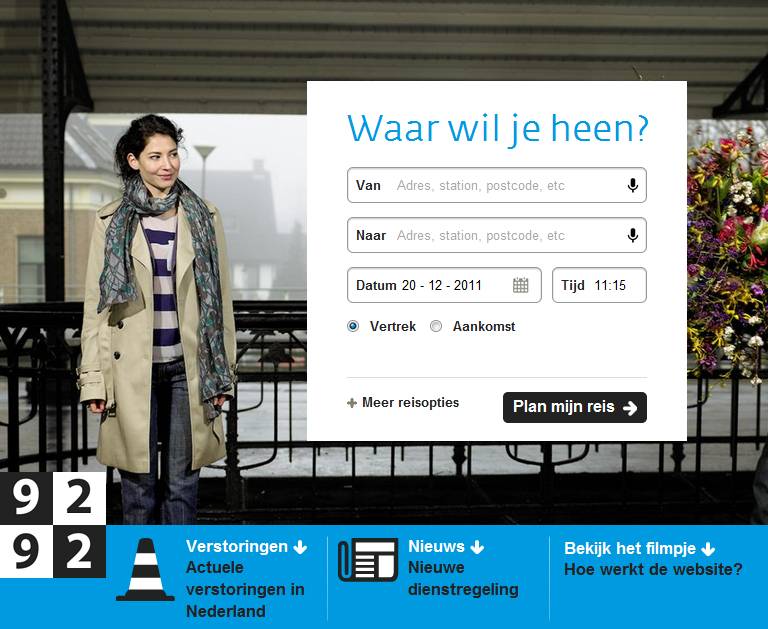 Waar wil je heen?
Van Adres, station, postcode, etc
Naar Adres, station, postcode, etc
Datum 20 - 12 - 2011 Tijd 11:15
Vertrek Aankomst
Meer reisopties Plan mijn reis
9 2
9 2
Verstoringen
Actuele
verstoringen in
Nederland
Nieuws
Nieuwe
dienstregeling
Bekijk het filmpje
Hoe werkt de website?